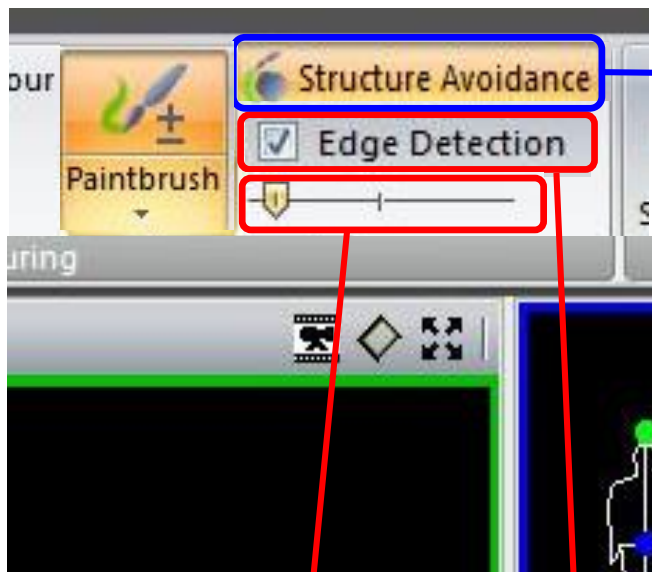 our
Structure Avoidance
Edge Detection
Paintbrush
S
uring